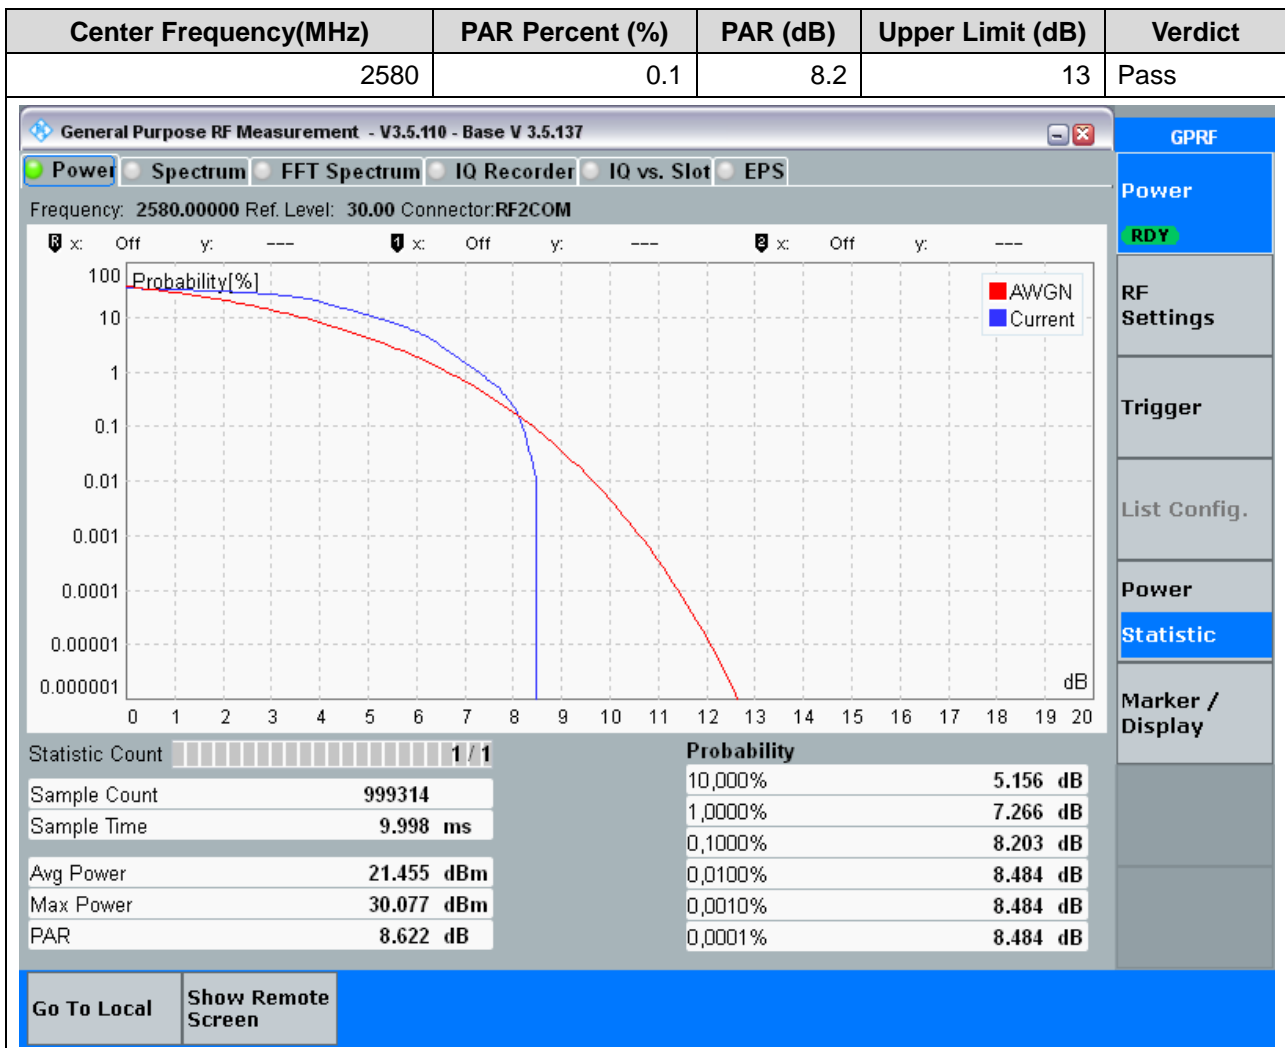 Center Frequency(MHz) PAR Percent (%) PAR (dB) Upper Limit (dB) Verdict
2580 0.1 8.2 13 Pass
General Purpose RF Measurement - V3.5.110 - Base V 3.5.137
GPRF
Power Spectrum FFT Spectrum IQ Recorder IQ vs. Slot EPS
Frequency: 2580.00000 Ref. Level: 30.00 Connector:RF2COM
R x: Off y: --- 1 x: Off y: --- 2 x: Off y: ---
Probability[%]
100
10
1
0.1
0.01
0.001
0.0001
0.00001
0.000001
AWGN
Current
dB
0 1 2 3 4 5 6 7 8 9 10 11 12 13 14 15 16 17 18 19 20
Statistic Count 1 / 1
Sample Count 999314
Sample Time 9.998 ms
Avg Power 21.455 dBm
Max Power 30.077 dBm
PAR 8.622 dB
Probability
10,000% 5.156 dB
1,0000% 7.266 dB
0,1000% 8.203 dB
0,0100% 8.484 dB
0,0010% 8.484 dB
0,0001% 8.484 dB
Power
RDY
RF
Settings
Trigger
List Config.
Power
Statistic
Marker /
Display
Go To Local
Show Remote
Screen